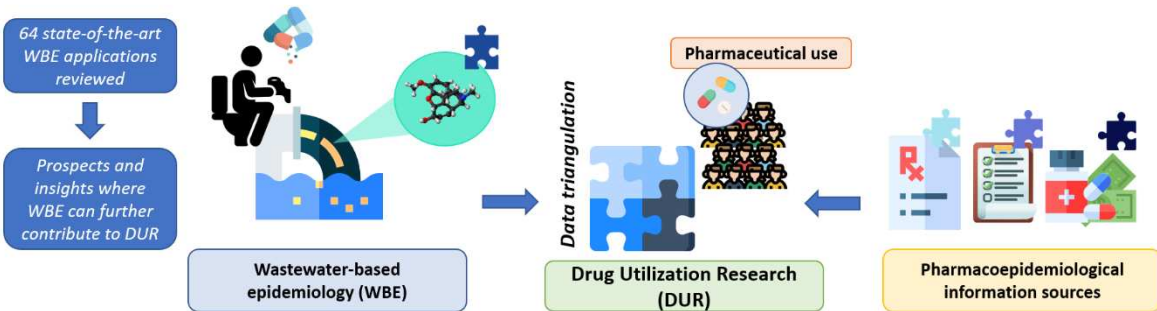 64 state-of-the-art
WBE applications
reviewed
Prospects and
insights where
WBE can further
contribute to DUR
Wastewater-based
epidemiology (WBE)
Data triangulation
Pharmaceutical use
Drug Utilization Research
(DUR)
Rx
Pharmacoepidemiological
information sources